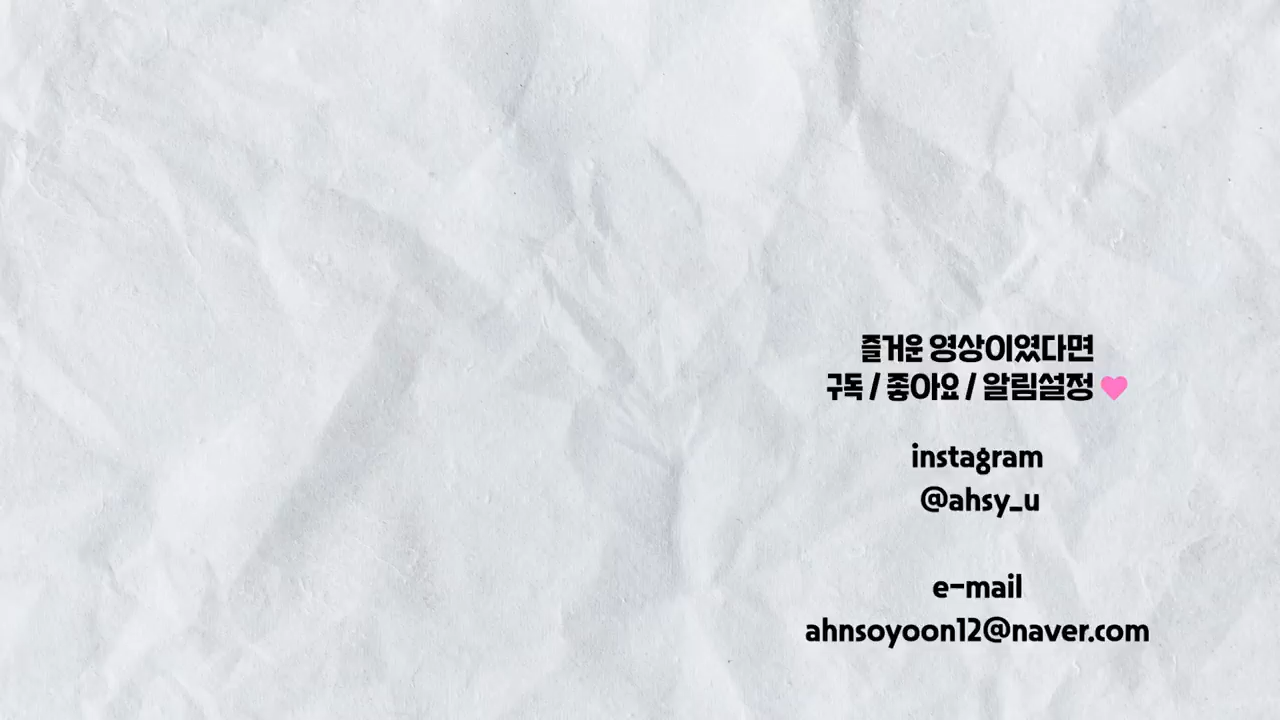 즐거운 영상이였다면
구독 / 좋아요 / 알림설정 🩷
instagram
@ahsy_u
e-mail
ahnsoyoon12@naver.com